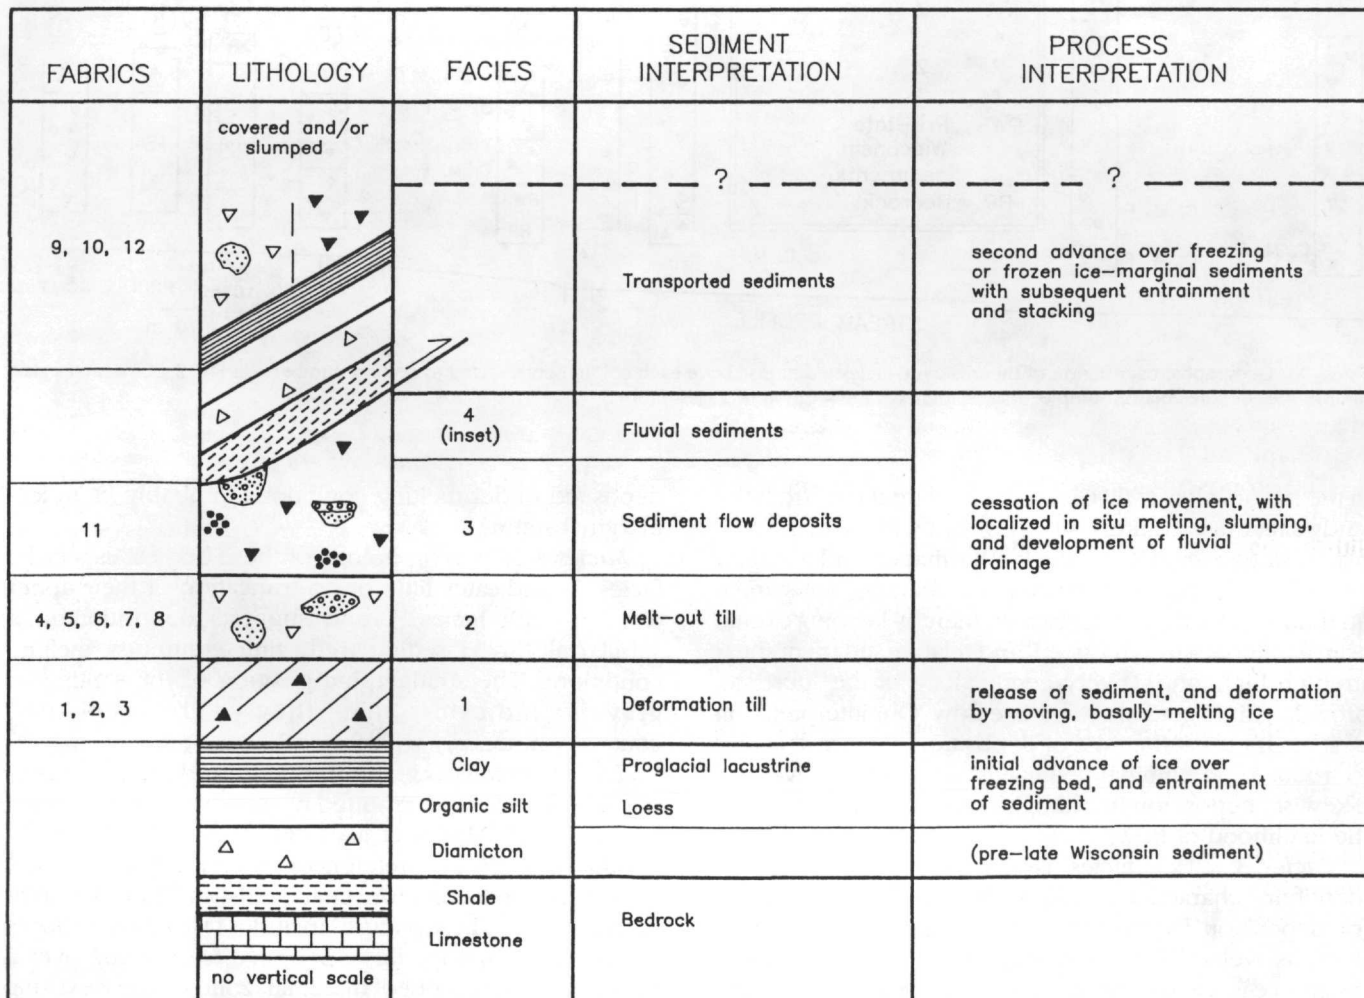 FABRICS
LITHOLOGY
FACIES
SEDIMENT
INTERPRETATION
PROCESS
INTERPRETATION
covered and/or
slumped
?
?
9, 10, 12
Transported sediments
second advance over freezing
or frozen ice-marginal sediments
with subsequent entrainment
and stacking
4
(inset)
Fluvial sediments
11
3
Sediment flow deposits
cessation of ice movement, with
localized in situ melting, slumping,
and development of fluvial
drainage
4, 5, 6, 7, 8
2
Melt-out till
1, 2, 3
1
Deformation till
release of sediment, and deformation
by moving, basally-melting ice
Clay
Proglacial lacustrine
initial advance of ice over
freezing bed, and entrainment
of sediment
Organic silt
Loess
Diamicton
(pre-late Wisconsin sediment)
Shale
Bedrock
Limestone
no vertical scale